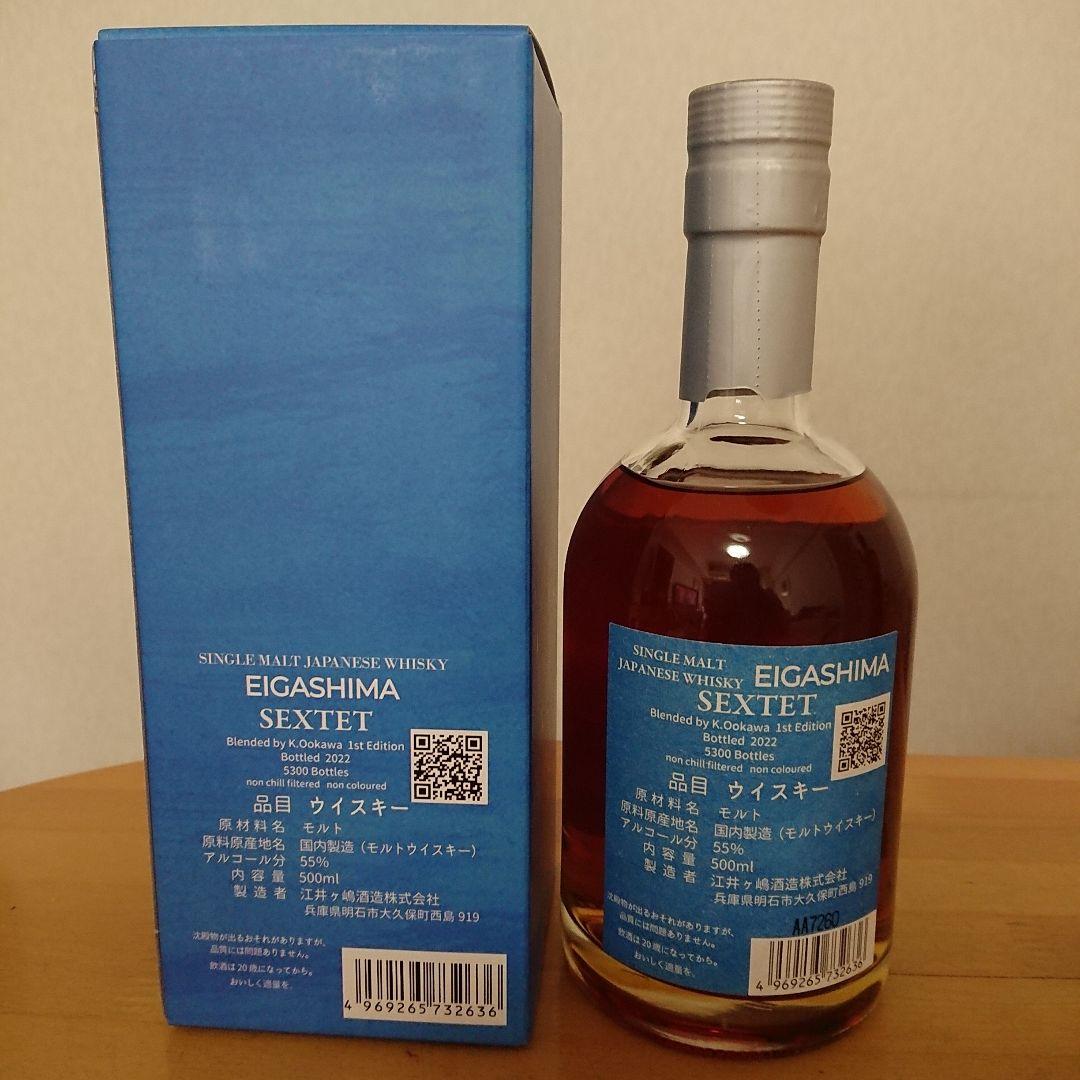 SINGLE MALT JAPANESE WHISKY
EIGASHIMA
SEXTET
Blended by K.Ookawa 1st Edition
Bottled 2022
5300 Bottles
non chill filtered non coloured
品目 ウイスキー
原材料名 モルト
原料原産地名 国内製造（モルトウイスキー）
アルコール分 55%
内容量 500ml
製造者 江井ヶ嶋酒造株式会社
兵庫県明石市大久保町西島 919
沈殿物が出るおそれがありますが、
品質には問題ありません。
飲酒は20歳になってから。
おいしく適量を。
4 969265 732636
SINGLE MALT
JAPANESE WHISKY EIGASHIMA
SEXTET
Blended by K.Ookawa 1st Edition
Bottled 2022
5300 Bottles
non chill filtered non coloured
品目 ウイスキー
原材料名 モルト
原料原産地名 国内製造（モルトウイスキー）
アルコール分 55%
内容量 500ml
製造者 江井ヶ嶋酒造株式会社
兵庫県明石市大久保町西島 919
沈殿物が出るおそれがありますが、
品質には問題ありません。
飲酒は20歳になってから。
おいしく適量を。
AA7260
4 969265 732636